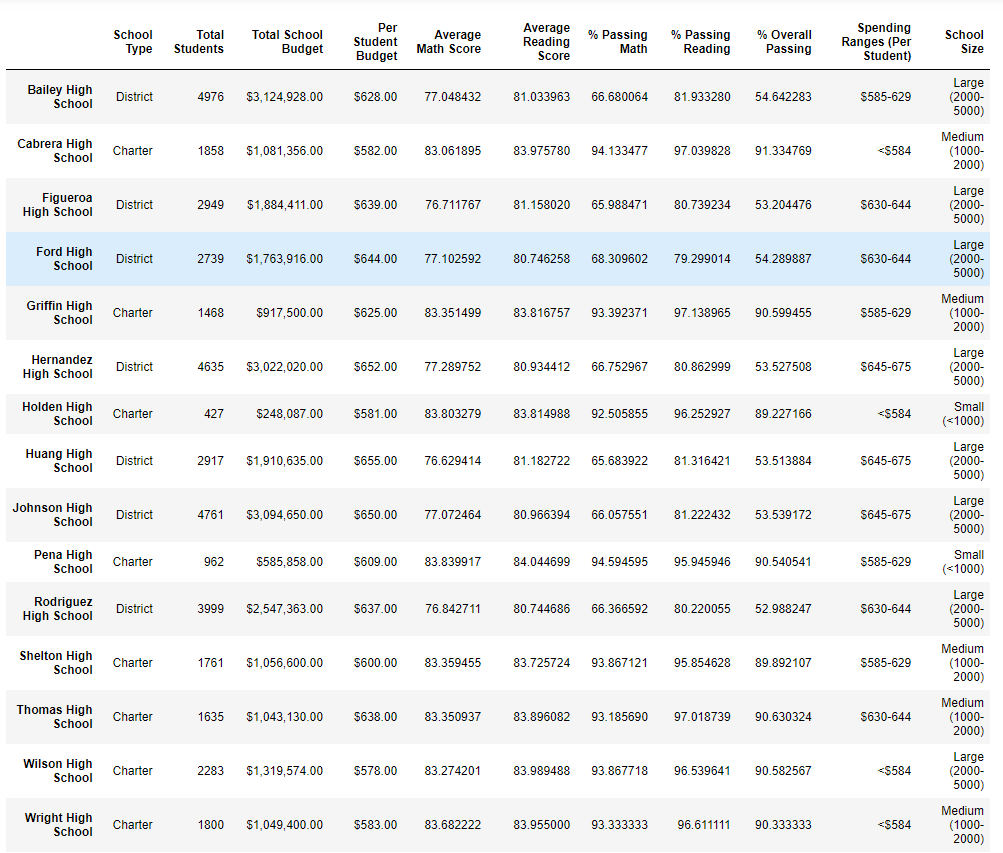 School Type Total Students Total School Budget Per Student Budget Average Math Score Average Reading Score % Passing Math % Passing Reading % Overall Passing Spending Ranges (Per Student) School Size
Bailey High School District 4976 $3,124,928.00 $628.00 77.048432 81.033963 66.680064 81.933280 54.642283 $585-629 Large (2000-5000)
Cabrera High School Charter 1858 $1,081,356.00 $582.00 83.061895 83.975780 94.133477 97.039828 91.334769 <$584 Medium (1000-2000)
Figueroa High School District 2949 $1,884,411.00 $639.00 76.711767 81.158020 65.988471 80.739234 53.204476 $630-644 Large (2000-5000)
Ford High School District 2739 $1,763,916.00 $644.00 77.102592 80.746258 68.309602 79.299014 54.289887 $630-644 Large (2000-5000)
Griffin High School Charter 1468 $917,500.00 $625.00 83.351499 83.816757 93.392371 97.138965 90.599455 $585-629 Medium (1000-2000)
Hernandez High School District 4635 $3,022,020.00 $652.00 77.289752 80.934412 66.752967 80.862999 53.527508 $645-675 Large (2000-5000)
Holden High School Charter 427 $248,087.00 $581.00 83.803279 83.814988 92.505855 96.252927 89.227166 <$584 Small (<1000)
Huang High School District 2917 $1,910,635.00 $655.00 76.629414 81.182722 65.683922 81.316421 53.513884 $645-675 Large (2000-5000)
Johnson High School District 4761 $3,094,650.00 $650.00 77.072464 80.966394 66.057551 81.222432 53.539172 $645-675 Large (2000-5000)
Pena High School Charter 962 $585,858.00 $609.00 83.839917 84.044699 94.594595 95.945946 90.540541 $585-629 Small (<1000)
Rodriguez High School District 3999 $2,547,363.00 $637.00 76.842711 80.744686 66.366592 80.220055 52.988247 $630-644 Large (2000-5000)
Shelton High School Charter 1761 $1,056,600.00 $600.00 83.359455 83.725724 93.867121 95.854628 89.892107 $585-629 Medium (1000-2000)
Thomas High School Charter 1635 $1,043,130.00 $638.00 83.350937 83.896082 93.185690 97.018739 90.630324 $630-644 Medium (1000-2000)
Wilson High School Charter 2283 $1,319,574.00 $578.00 83.274201 83.989488 93.867718 96.539641 90.582567 <$584 Large (2000-5000)
Wright High School Charter 1800 $1,049,400.00 $583.00 83.682222 83.955000 93.333333 96.611111 90.333333 <$584 Medium (1000-2000)